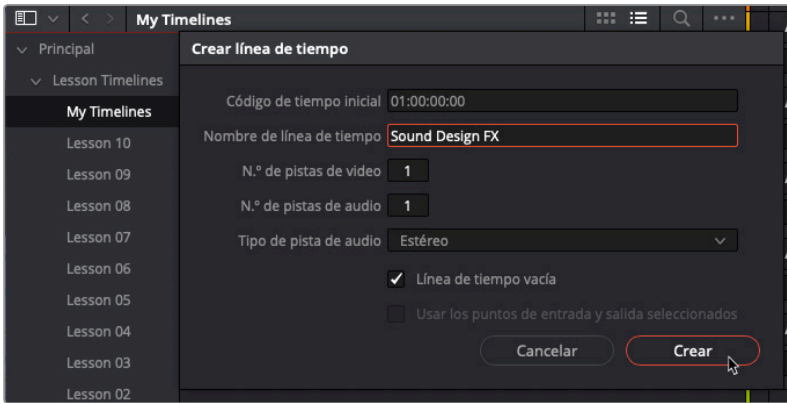 My Timelines
Principal
Lesson Timelines
My Timelines
Lesson 10
Lesson 09
Lesson 08
Lesson 07
Lesson 06
Lesson 05
Lesson 04
Lesson 03
Lesson 02
Crear línea de tiempo
Código de tiempo inicial 01:00:00:00
Nombre de línea de tiempo Sound Design FX
N.º de pistas de video 1
N.º de pistas de audio 1
Tipo de pista de audio Estéreo
Línea de tiempo vacía
Usar los puntos de entrada y salida seleccionados
Cancelar Crear